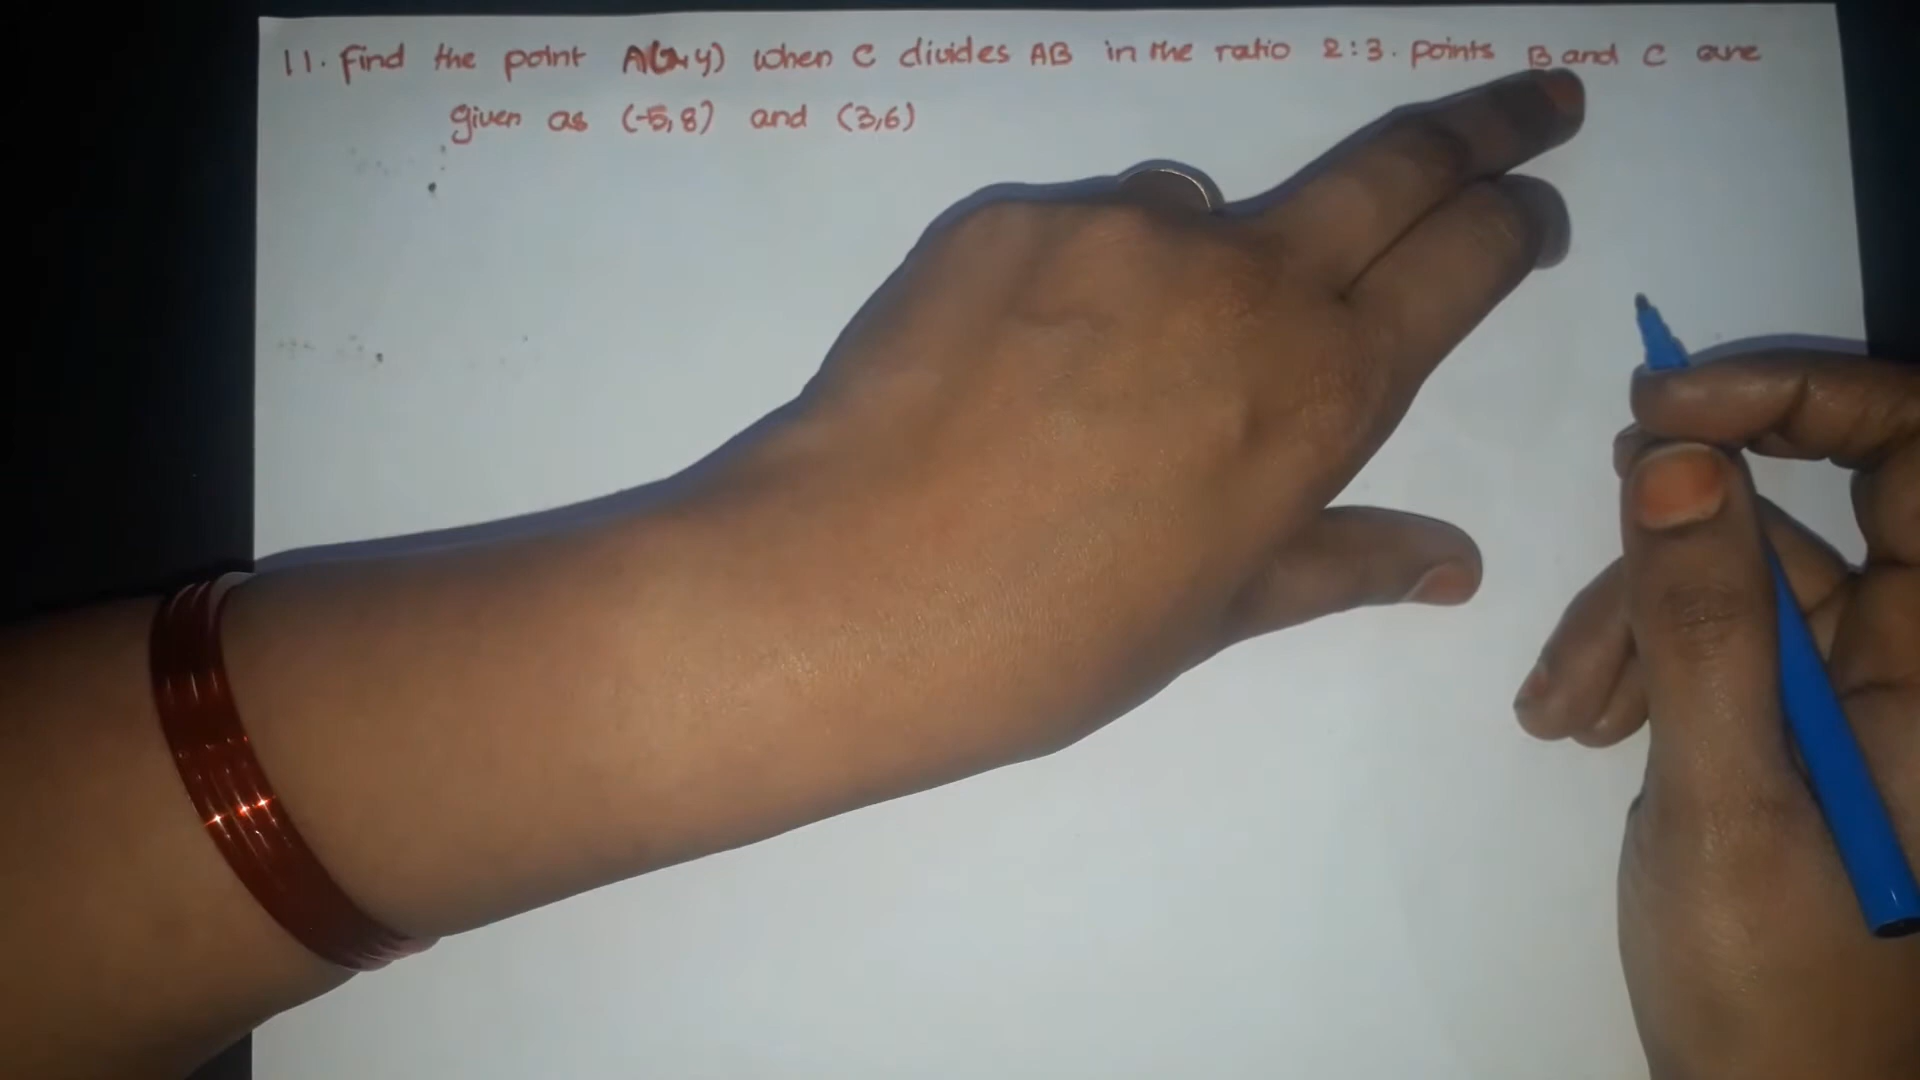 11. Find the point A(x,y) when C divides AB in the ratio 2:3. points B and C are
given as (-5,8) and (3,6)